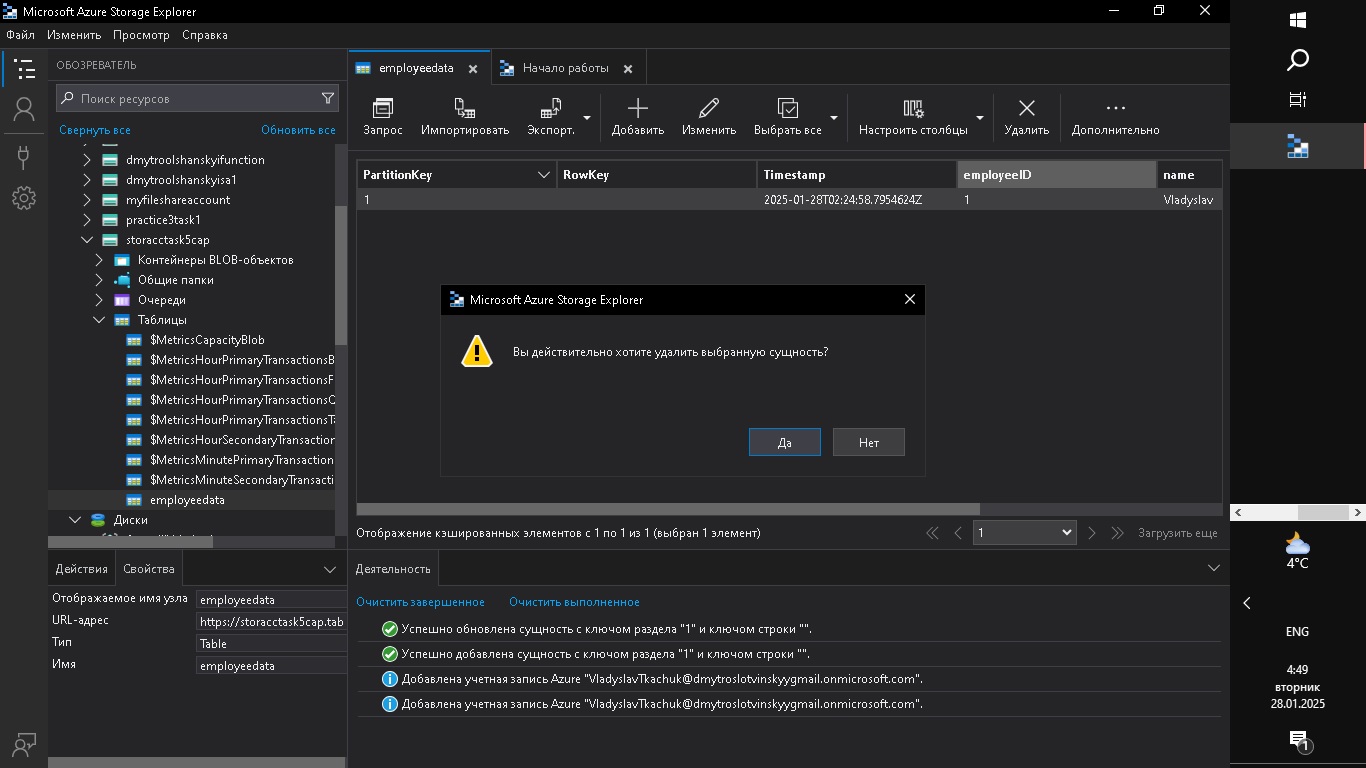 Microsoft Azure Storage Explorer
Файл Изменить Просмотр Справка
ОБОЗРЕВАТЕЛЬ
Поиск ресурсов
Свернуть все Обновить все
dmytroolshanskyifunction
dmytroolshanskyisa1
myfileshareaccount
practice3task1
storacctask5cap
Контейнеры BLOB-объектов
Общие папки
Очереди
Таблицы
$MetricsCapacityBlob
$MetricsHourPrimaryTransactionsB
$MetricsHourPrimaryTransactionsF
$MetricsHourPrimaryTransactionsQ
$MetricsHourPrimaryTransactionsT
$MetricsHourSecondaryTransaction
$MetricsMinutePrimaryTransaction
$MetricsMinuteSecondaryTransacti
employeedata
Диски
Действия Свойства
Отображаемое имя узла employeedata
URL-адрес https://storacctask5cap.tab
Тип Table
Имя employeedata
employeedata Начало работы
Запрос Импортировать Экспорт. Добавить Изменить Выбрать все Настроить столбцы Удалить Дополнительно
PartitionKey RowKey Timestamp employeeID name
1 2025-01-28T02:24:58.7954624Z 1 Vladyslav
Microsoft Azure Storage Explorer
Вы действительно хотите удалить выбранную сущность?
Да Нет
Отображение кэшированных элементов с 1 по 1 из 1 (выбран 1 элемент) 1 Загрузить еще
Деятельность
Очистить завершенное Очистить выполненное
Успешно обновлена сущность с ключом раздела "1" и ключом строки "".
Успешно добавлена сущность с ключом раздела "1" и ключом строки "".
Добавлена учетная запись Azure "VladyslavTkachuk@dmytroslotvinskyygmail.onmicrosoft.com".
Добавлена учетная запись Azure "VladyslavTkachuk@dmytroslotvinskyygmail.onmicrosoft.com".
4°C
ENG
4:49
вторник
28.01.2025
1